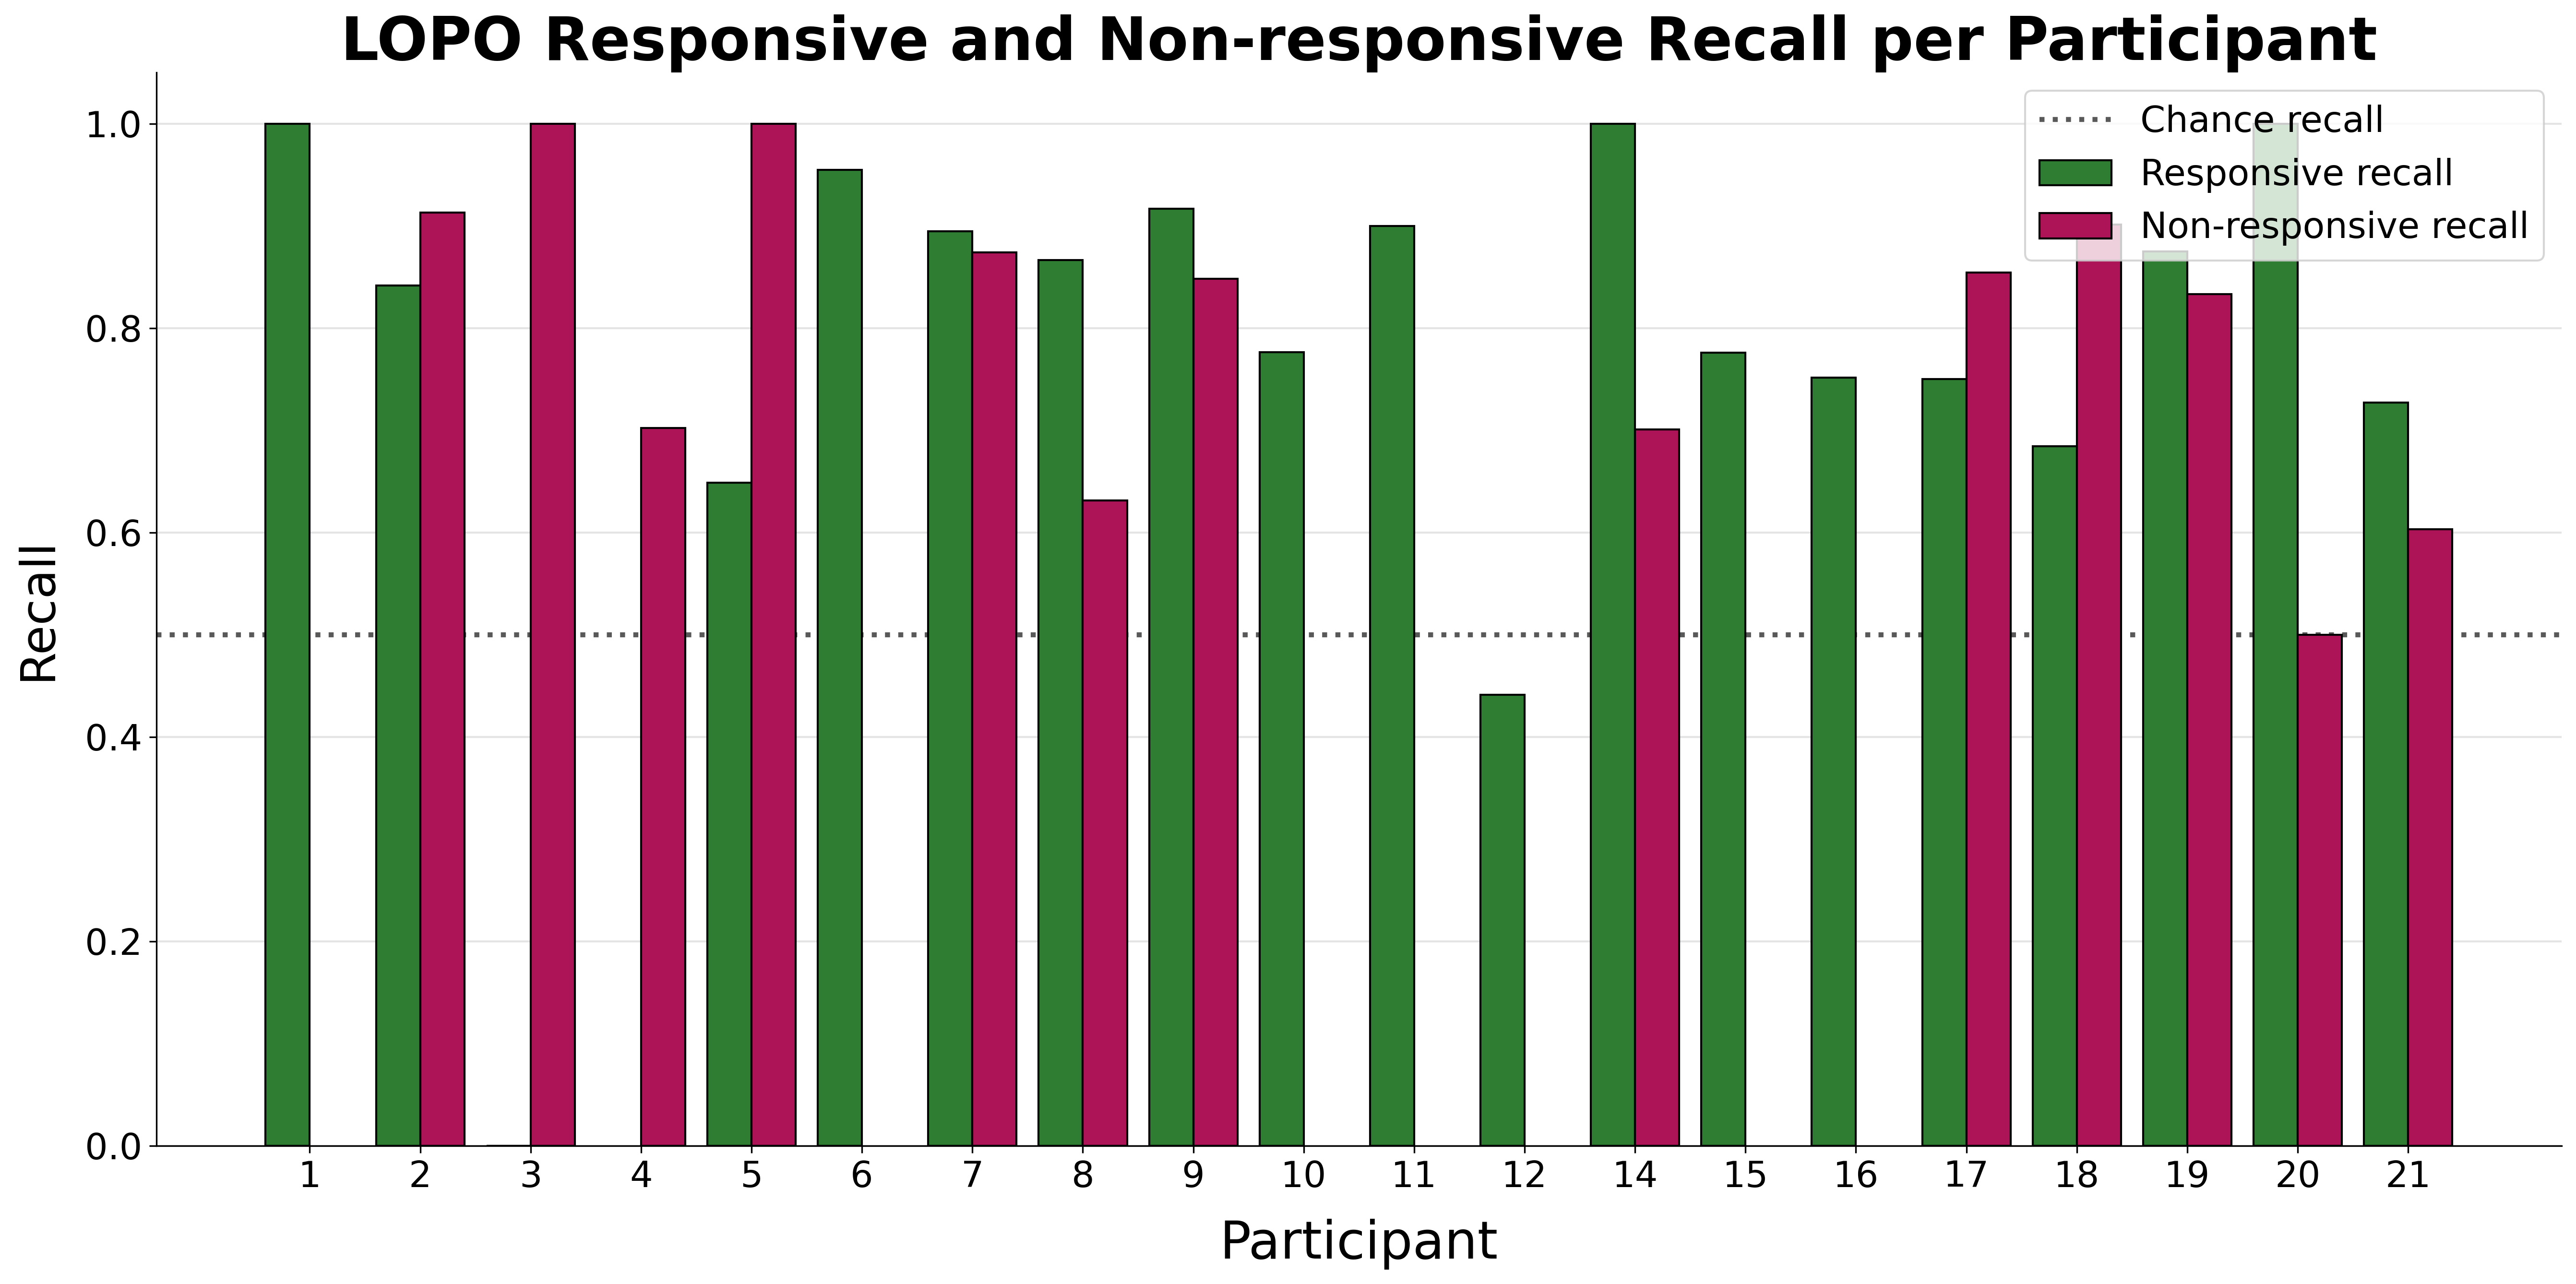 LOPO Responsive and Non-responsive Recall per Participant
Chance recall
Responsive recall
Non-responsive recall
Recall
1.0
0.8
0.6
0.4
0.2
0.0
1 2 3 4 5 6 7 8 9 10 11 12 14 15 16 17 18 19 20 21
Participant